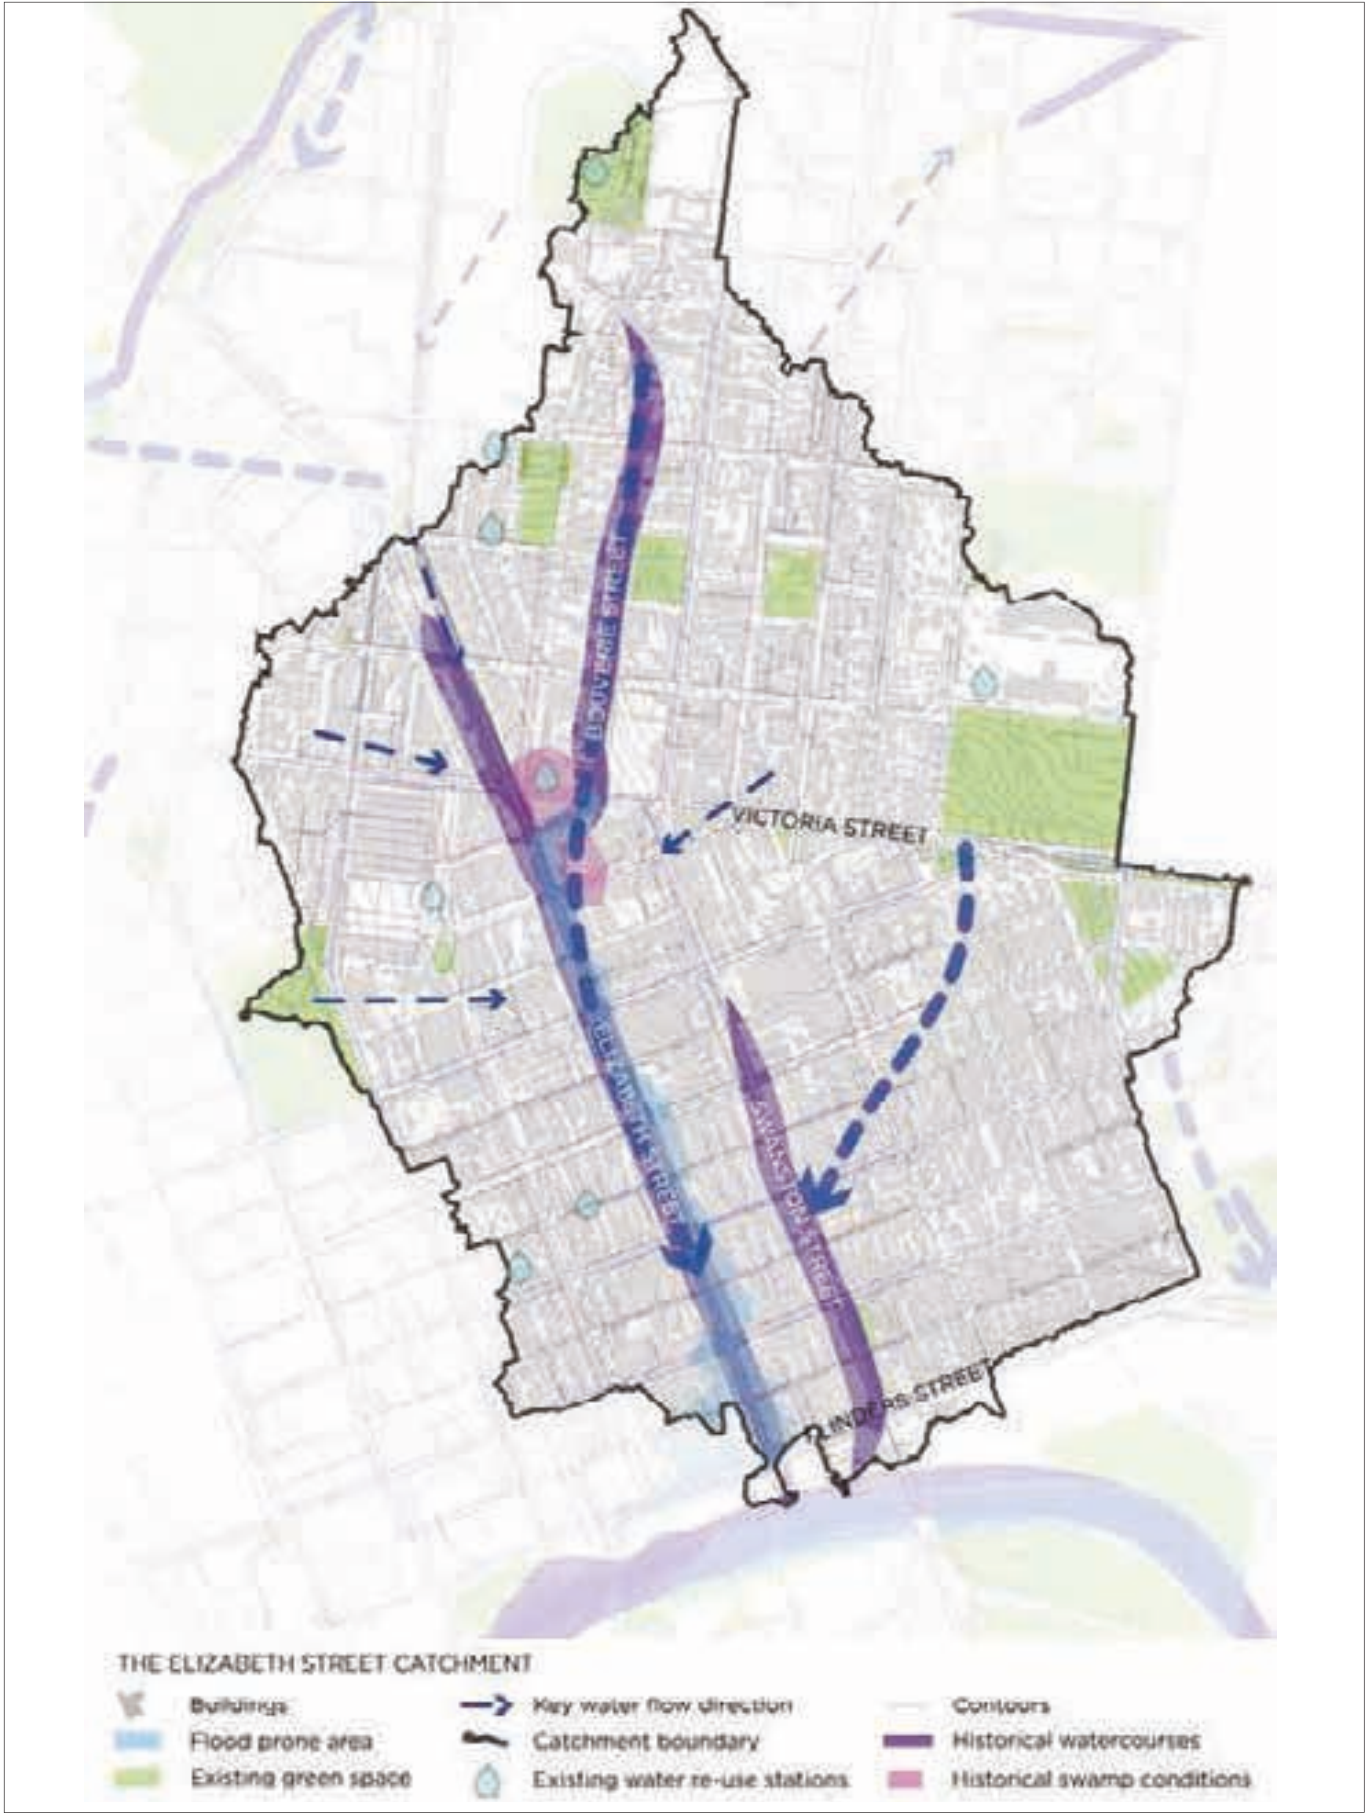 BOUVERIE STREET
VICTORIA STREET
ELIZABETH STREET
SWANSTON STREET
FLINDERS STREET
THE ELIZABETH STREET CATCHMENT
Buildings
Key water flow direction
Contours
Flood prone area
Catchment boundary
Historical watercourses
Existing green space
Existing water re-use stations
Historical swamp conditions